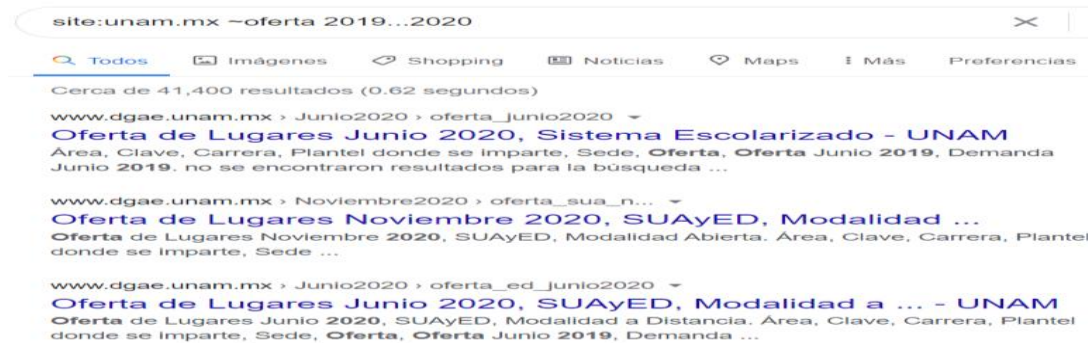 site:unam.mx ~oferta 2019...2020
Todos Imágenes Shopping Noticias Maps Más Preferencias
Cerca de 41,400 resultados (0.62 segundos)
www.dgae.unam.mx › Junio2020 › oferta_junio2020
Oferta de Lugares Junio 2020, Sistema Escolarizado - UNAM
Área, Clave, Carrera, Plantel donde se imparte, Sede, Oferta, Oferta Junio 2019, Demanda
Junio 2019. no se encontraron resultados para la búsqueda ...
www.dgae.unam.mx › Noviembre2020 › oferta_sua_n...
Oferta de Lugares Noviembre 2020, SUAyED, Modalidad ...
Oferta de Lugares Noviembre 2020, SUAyED, Modalidad Abierta. Área, Clave, Carrera, Plantel
donde se imparte, Sede ...
www.dgae.unam.mx › Junio2020 › oferta_ed_junio2020
Oferta de Lugares Junio 2020, SUAyED, Modalidad a ... - UNAM
Oferta de Lugares Junio 2020, SUAyED, Modalidad a Distancia. Área, Clave, Carrera, Plantel
donde se imparte, Sede, Oferta, Oferta Junio 2019, Demanda ...